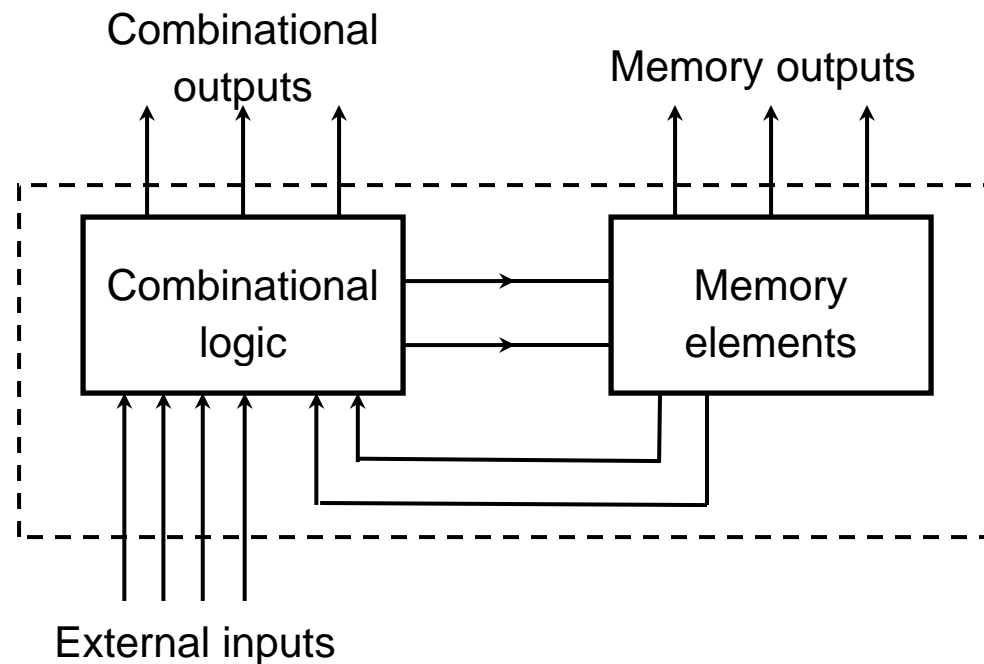 Combinational
outputs
Memory outputs
Combinational
logic
Memory
elements
External inputs